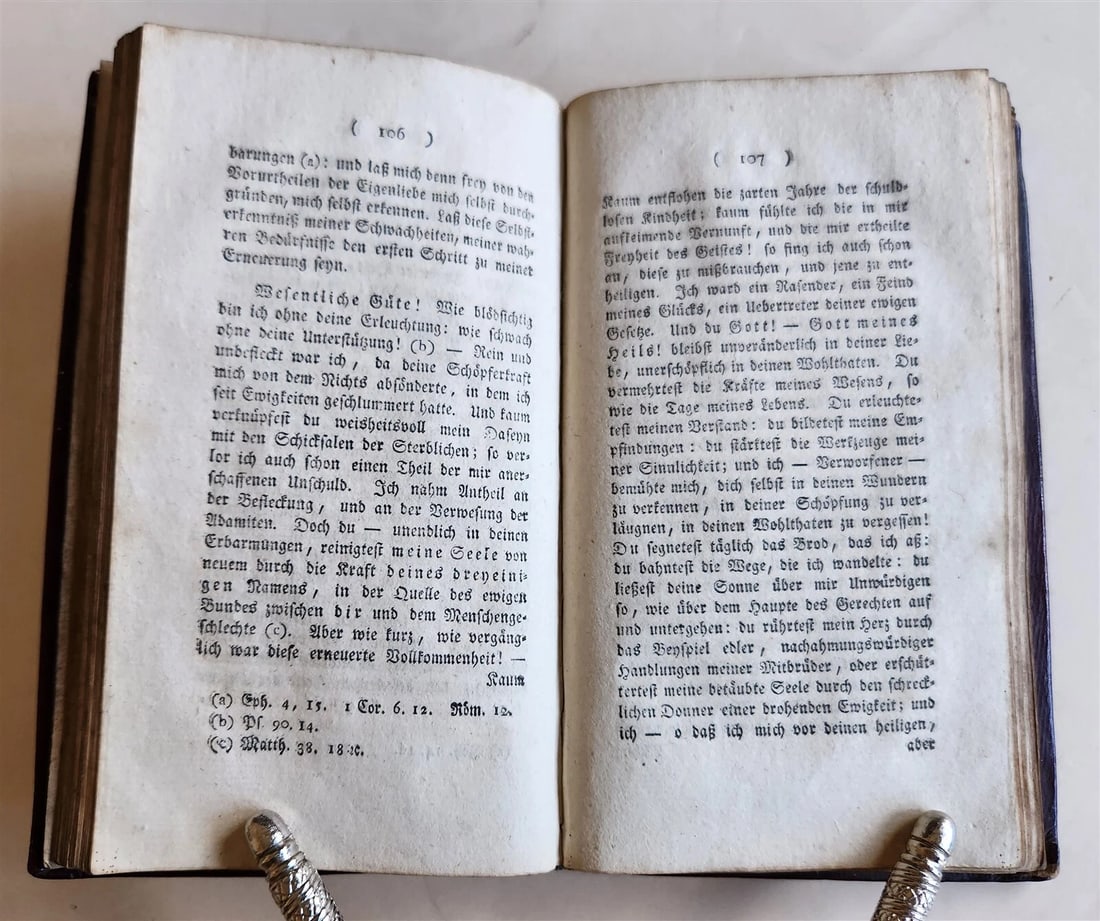 ( 106 )
barungen (a): und laß mich denn frey von den
Vorurtheilen der Eigenliebe mich selbst durch-
gründen, mich selbst erkennen. Laß diese Selbst-
erkenntniß meiner Schwachheiten, meiner wah-
ren Bedürfnisse den ersten Schritt zu meiner
Erneuerung seyn.
Wesentliche Güte! Wie blödsichtig
bin ich ohne deine Erleuchtung: wie schwach
ohne deine Unterstützung! (b) — Rein und
unbefleckt war ich, da deine Schöpferkraft
mich von dem Nichts absönderte, in dem ich
seit Ewigkeiten geschlummert hatte. Und kaum
verknüpfest du weisheitsvoll mein Daseyn
mit den Schicksalen der Sterblichen; so ver-
lor ich auch schon einen Theil der mir aner-
schaffenen Unschuld. Ich nahm Antheil an
der Befleckung, und an der Verwesung der
Adamiten. Doch du — unendlich in deinen
Erbarmungen, reinigtest meine Seele von
neuem durch die Kraft deines dreyeini-
gen Namens, in der Quelle des ewigen
Bundes zwischen dir und dem Menschenge-
schlechte (c). Aber wie kurz, wie vergäng-
lich war diese erneuerte Vollkommenheit! —
Kaum
(a) Eph. 4, 15. 1 Cor. 6. 12. Röm. 12.
(b) Ps. 90. 14.
(c) Matth. 38. 18 ꝛc.
( 107 )
Kaum entflohen die zarten Jahre der schuld-
losen Kindheit; kaum fühlte ich die in mir
aufkeimende Vernunft, und die mir ertheilte
Freyheit des Geistes! so fing ich auch schon
an, diese zu mißbrauchen, und jene zu ent-
heiligen. Ich ward ein Rasender, ein Feind
meines Glücks, ein Uebertreter deiner ewigen
Gesetze. Und du Gott! — Gott meines
Heils! bleibst unveränderlich in deiner Lie-
be, unerschöpflich in deinen Wohlthaten. Du
vermehrtest die Kräfte meines Wesens, so
wie die Tage meines Lebens. Du erleuchte-
test meinen Verstand: du bildetest meine Em-
pfindungen: du stärktest die Werkzeuge mei-
ner Sinnlichkeit; und ich — Verworfener —
bemühte mich, dich selbst in deinen Wundern
zu verkennen, in deiner Schöpfung zu ver-
läugnen, in deinen Wohlthaten zu vergessen!
Du segnetest täglich das Brod, das ich aß:
du bahntest die Wege, die ich wandelte: du
ließest deine Sonne über mir Unwürdigen
so, wie über dem Haupte des Gerechten auf
und untergehen: du rührtest mein Herz durch
das Beyspiel edler, nachahmungswürdiger
Handlungen meiner Mitbrüder, oder erschüt-
tertest meine betäubte Seele durch den schreck-
lichen Donner einer drohenden Ewigkeit; und
ich — o daß ich mich vor deinen heiligen,
aber